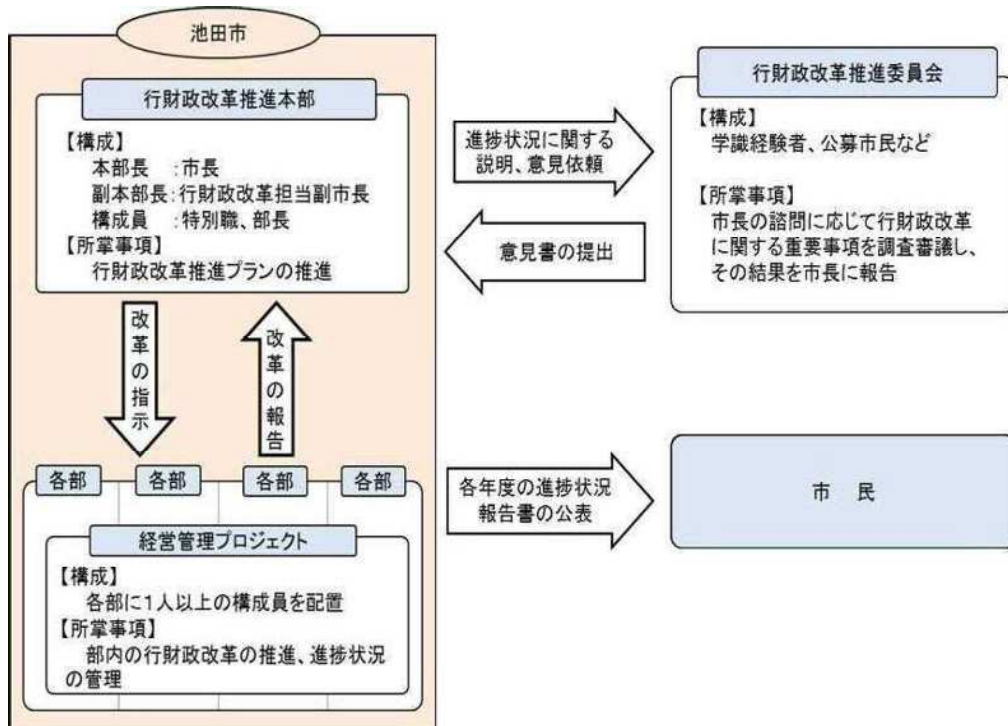 池田市
行財政改革推進本部
【構成】
本部長　：市長
副本部長：行財政改革担当副市長
構成員　：特別職、部長
【所掌事項】
行財政改革推進プランの推進
進捗状況に関する
説明、意見依頼
意見書の提出
行財政改革推進委員会
【構成】
学識経験者、公募市民など
【所掌事項】
市長の諮問に応じて行財政改革
に関する重要事項を調査審議し、
その結果を市長に報告
改革の指示
改革の報告
各部
各部
各部
各部
経営管理プロジェクト
【構成】
各部に1人以上の構成員を配置
【所掌事項】
部内の行財政改革の推進、進捗状況
の管理
各年度の進捗状況
報告書の公表
市　民